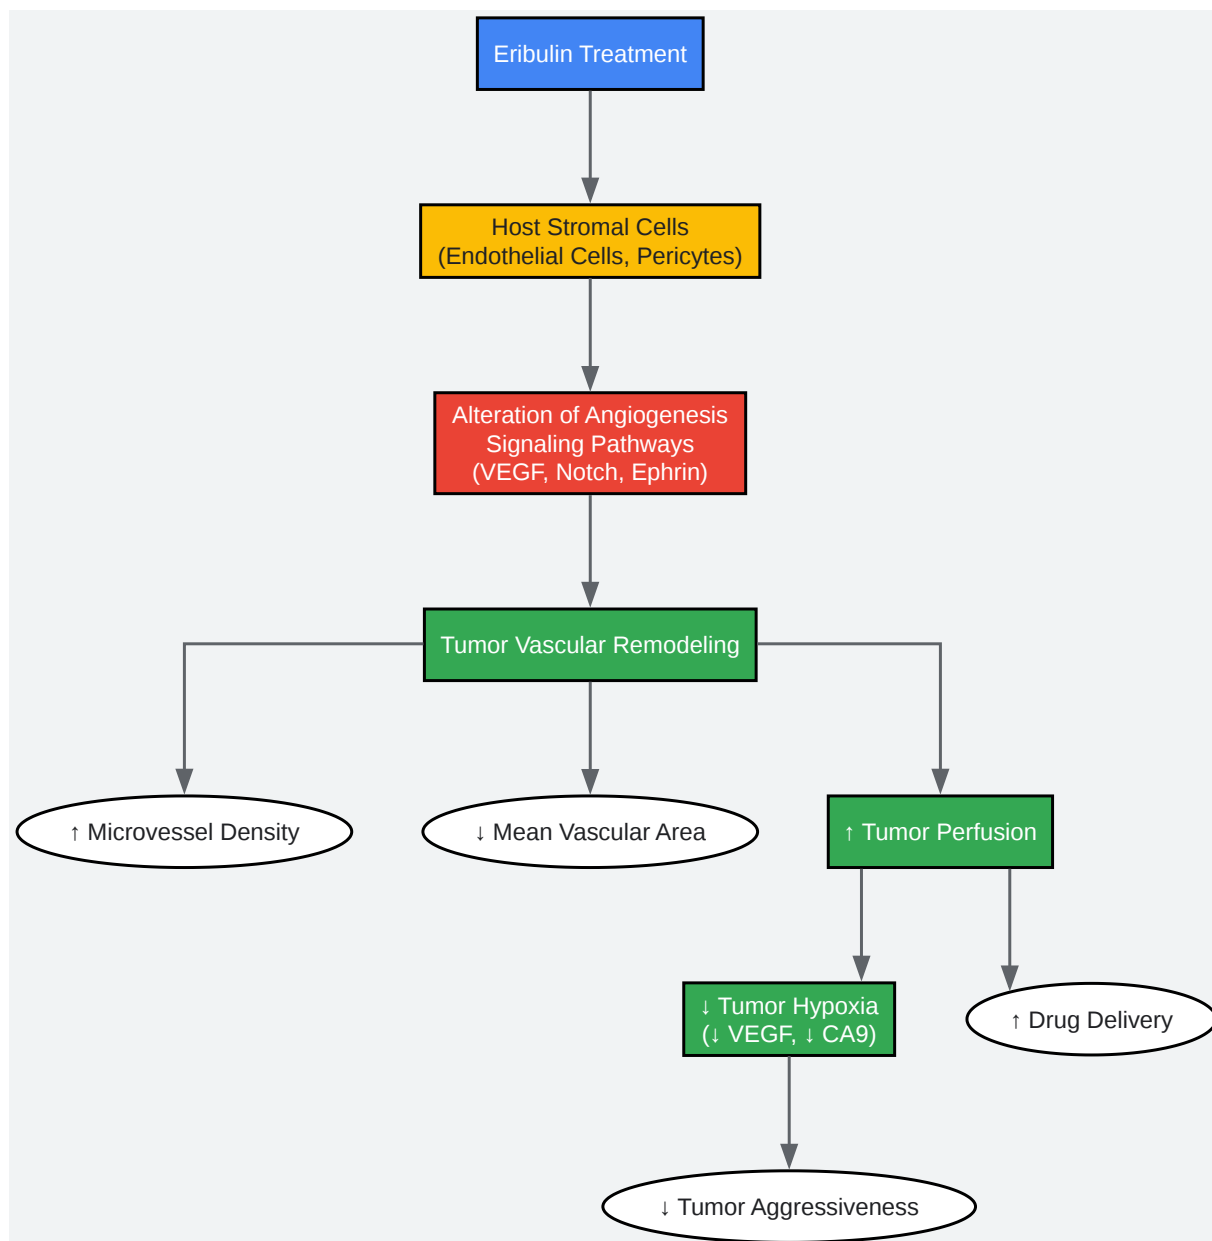 Eribulin Treatment
Host Stromal Cells
(Endothelial Cells, Pericytes)
Alteration of Angiogenesis
Signaling Pathways
(VEGF, Notch, Ephrin)
Tumor Vascular Remodeling
↑ Microvessel Density
↓ Mean Vascular Area
↑ Tumor Perfusion
↓ Tumor Hypoxia
(↓ VEGF, ↓ CA9)
↑ Drug Delivery
↓ Tumor Aggressiveness